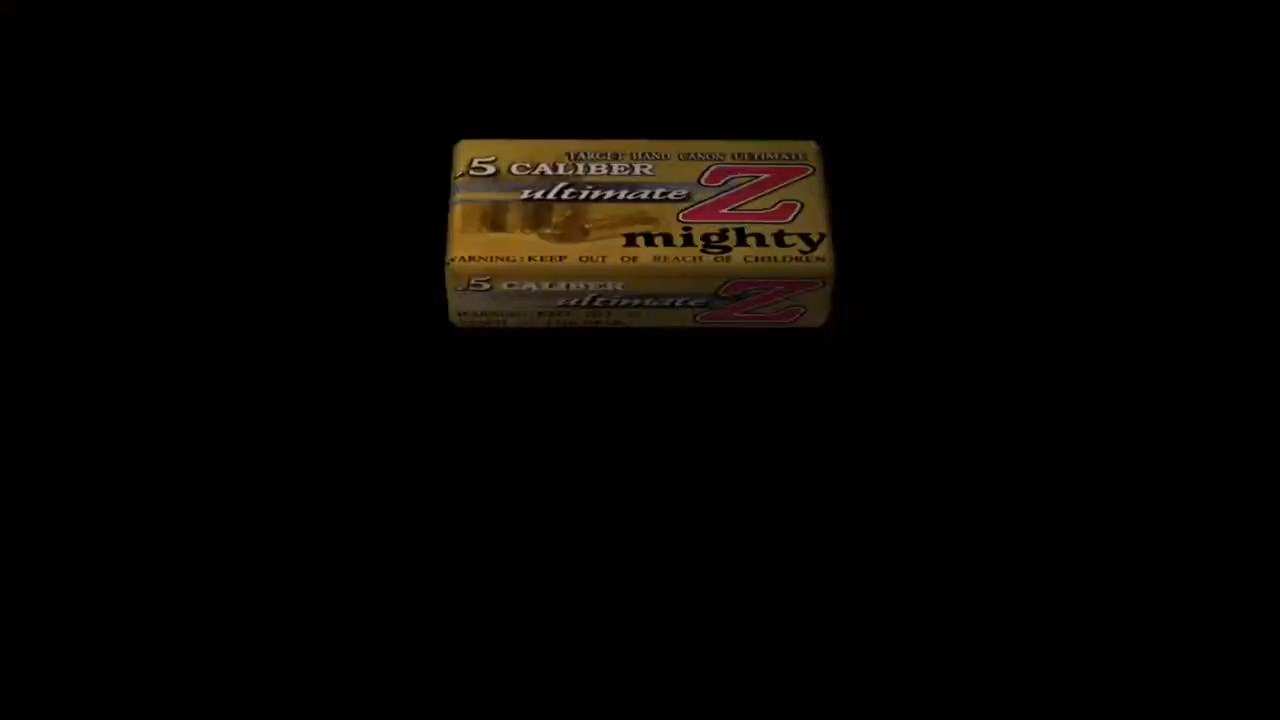 TARGET HAND CANON ULTIMATE
.5 CALIBER
ultimate Z
mighty
WARNING: KEEP OUT OF REACH OF CHILDREN
.5 CALIBER
ultimate Z